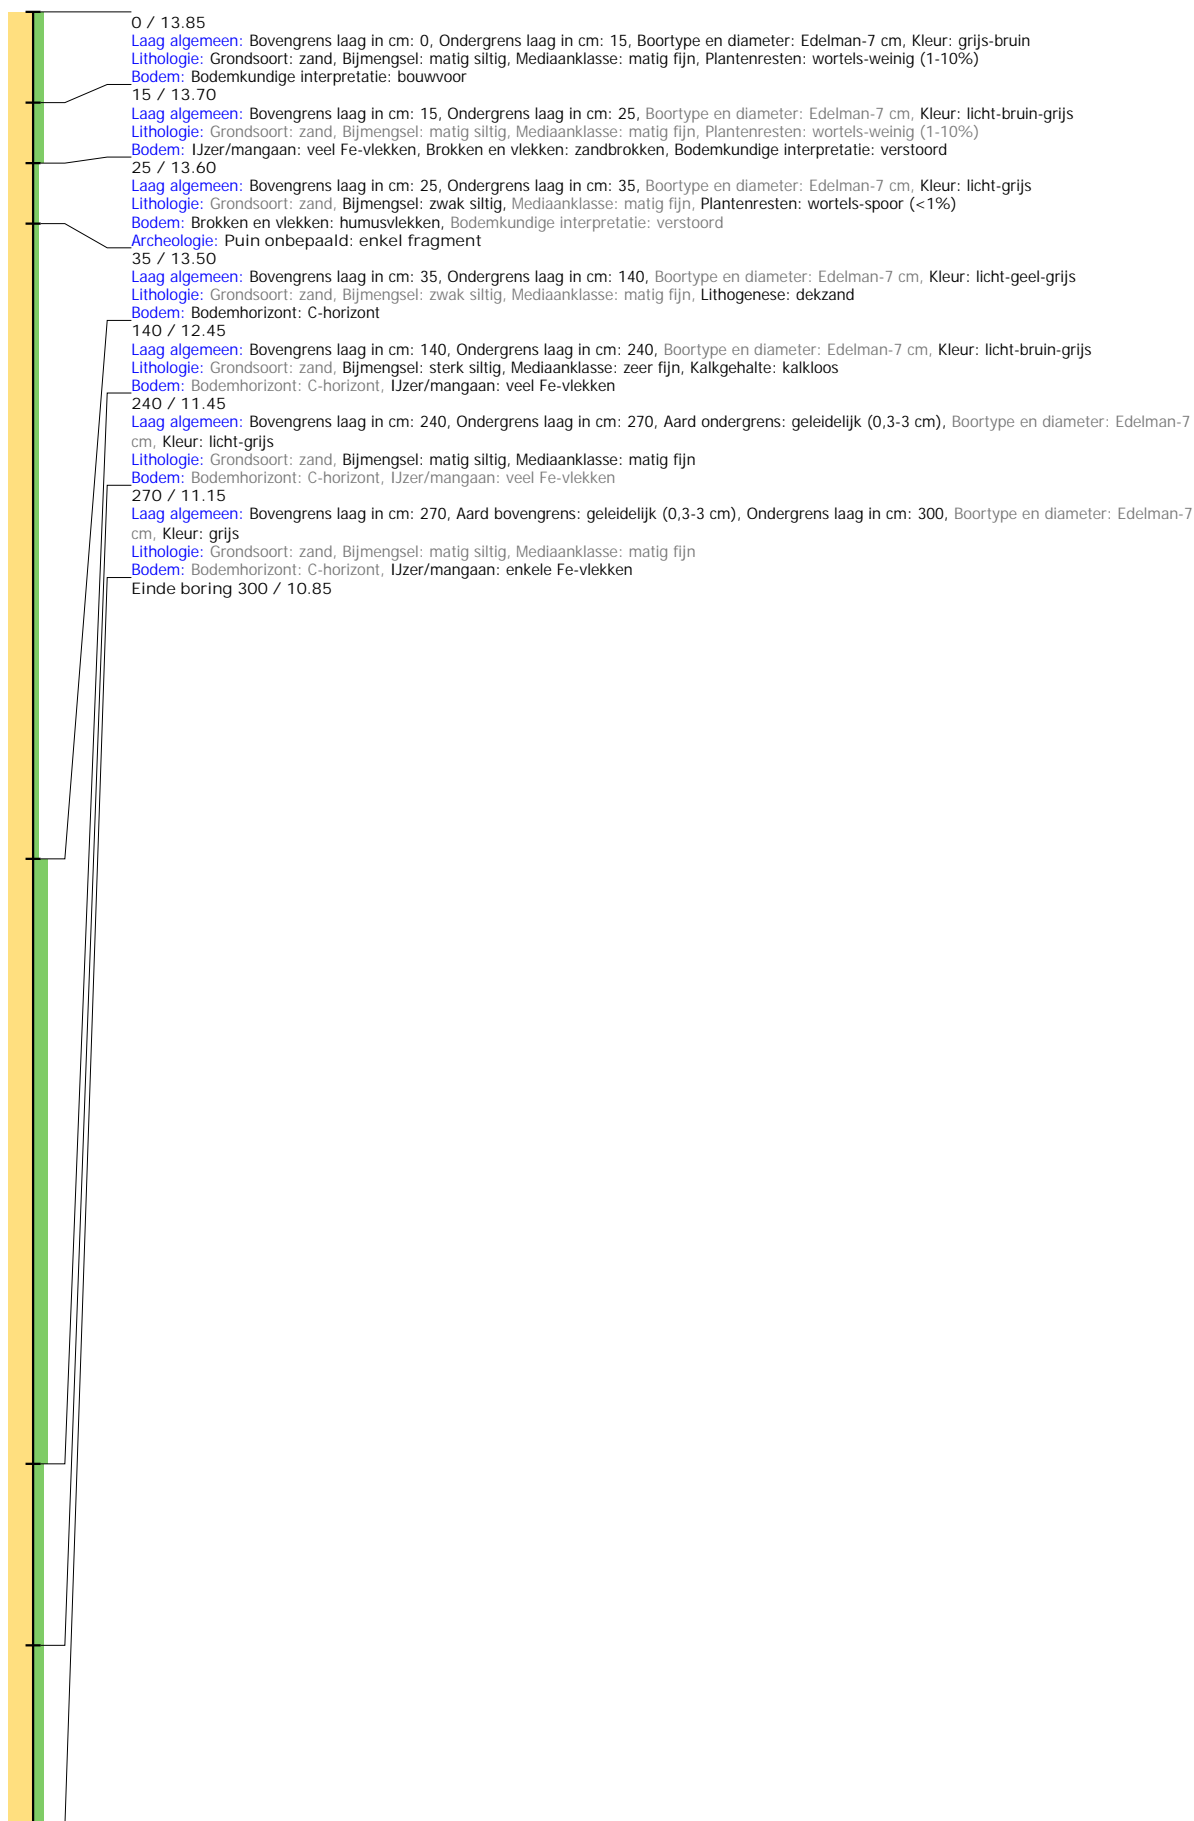 0 / 13.85
Laag algemeen: Bovengrens laag in cm: 0, Ondergrens laag in cm: 15, Boortype en diameter: Edelman-7 cm, Kleur: grijs-bruin
Lithologie: Grondsoort: zand, Bijmengsel: matig siltig, Mediaanklasse: matig fijn, Plantenresten: wortels-weinig (1-10%)
Bodem: Bodemkundige interpretatie: bouwvoor
15 / 13.70
Laag algemeen: Bovengrens laag in cm: 15, Ondergrens laag in cm: 25, Boortype en diameter: Edelman-7 cm, Kleur: licht-bruin-grijs
Lithologie: Grondsoort: zand, Bijmengsel: matig siltig, Mediaanklasse: matig fijn, Plantenresten: wortels-weinig (1-10%)
Bodem: IJzer/mangaan: veel Fe-vlekken, Brokken en vlekken: zandbrokken, Bodemkundige interpretatie: verstoord
25 / 13.60
Laag algemeen: Bovengrens laag in cm: 25, Ondergrens laag in cm: 35, Boortype en diameter: Edelman-7 cm, Kleur: licht-grijs
Lithologie: Grondsoort: zand, Bijmengsel: zwak siltig, Mediaanklasse: matig fijn, Plantenresten: wortels-spoor (<1%)
Bodem: Brokken en vlekken: humusvlekken, Bodemkundige interpretatie: verstoord
Archeologie: Puin onbepaald: enkel fragment
35 / 13.50
Laag algemeen: Bovengrens laag in cm: 35, Ondergrens laag in cm: 140, Boortype en diameter: Edelman-7 cm, Kleur: licht-geel-grijs
Lithologie: Grondsoort: zand, Bijmengsel: zwak siltig, Mediaanklasse: matig fijn, Lithogenese: dekzand
Bodem: Bodemhorizont: C-horizont
140 / 12.45
Laag algemeen: Bovengrens laag in cm: 140, Ondergrens laag in cm: 240, Boortype en diameter: Edelman-7 cm, Kleur: licht-bruin-grijs
Lithologie: Grondsoort: zand, Bijmengsel: sterk siltig, Mediaanklasse: zeer fijn, Kalkgehalte: kalkloos
Bodem: Bodemhorizont: C-horizont, IJzer/mangaan: veel Fe-vlekken
240 / 11.45
Laag algemeen: Bovengrens laag in cm: 240, Ondergrens laag in cm: 270, Aard ondergrens: geleidelijk (0,3-3 cm), Boortype en diameter: Edelman-7
cm, Kleur: licht-grijs
Lithologie: Grondsoort: zand, Bijmengsel: matig siltig, Mediaanklasse: matig fijn
Bodem: Bodemhorizont: C-horizont, IJzer/mangaan: veel Fe-vlekken
270 / 11.15
Laag algemeen: Bovengrens laag in cm: 270, Aard bovengrens: geleidelijk (0,3-3 cm), Ondergrens laag in cm: 300, Boortype en diameter: Edelman-7
cm, Kleur: grijs
Lithologie: Grondsoort: zand, Bijmengsel: matig siltig, Mediaanklasse: matig fijn
Bodem: Bodemhorizont: C-horizont, IJzer/mangaan: enkele Fe-vlekken
Einde boring 300 / 10.85